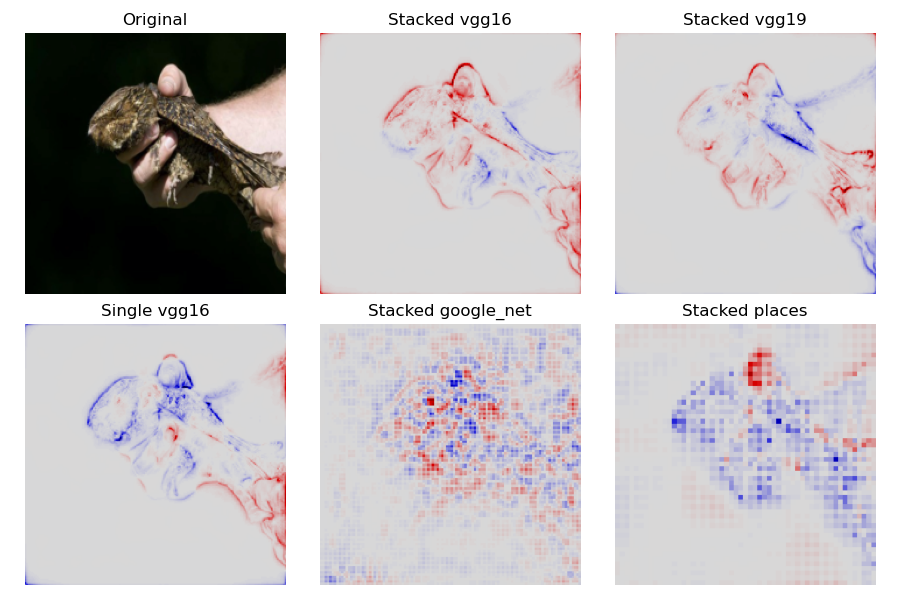 Original
Stacked vgg16
Stacked vgg19
Single vgg16
Stacked google_net
Stacked places